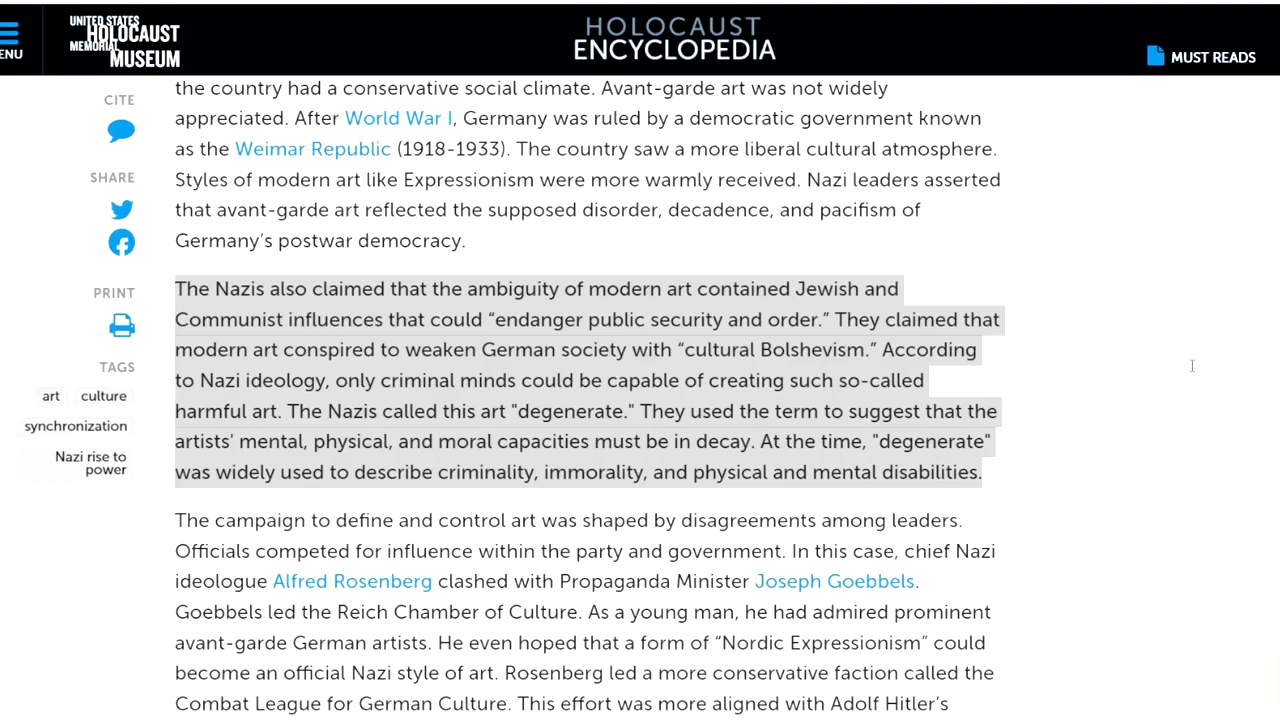 UNITED STATES
HOLOCAUST
MEMORIAL
MUSEUM
ENU
HOLOCAUST
ENCYCLOPEDIA
MUST READS
CITE
SHARE
PRINT
TAGS
art culture
synchronization
Nazi rise to
power
the country had a conservative social climate. Avant-garde art was not widely
appreciated. After World War I, Germany was ruled by a democratic government known
as the Weimar Republic (1918-1933). The country saw a more liberal cultural atmosphere.
Styles of modern art like Expressionism were more warmly received. Nazi leaders asserted
that avant-garde art reflected the supposed disorder, decadence, and pacifism of
Germany’s postwar democracy.
The Nazis also claimed that the ambiguity of modern art contained Jewish and
Communist influences that could “endanger public security and order.” They claimed that
modern art conspired to weaken German society with “cultural Bolshevism.” According
to Nazi ideology, only criminal minds could be capable of creating such so-called
harmful art. The Nazis called this art "degenerate." They used the term to suggest that the
artists' mental, physical, and moral capacities must be in decay. At the time, "degenerate"
was widely used to describe criminality, immorality, and physical and mental disabilities.
The campaign to define and control art was shaped by disagreements among leaders.
Officials competed for influence within the party and government. In this case, chief Nazi
ideologue Alfred Rosenberg clashed with Propaganda Minister Joseph Goebbels.
Goebbels led the Reich Chamber of Culture. As a young man, he had admired prominent
avant-garde German artists. He even hoped that a form of “Nordic Expressionism” could
become an official Nazi style of art. Rosenberg led a more conservative faction called the
Combat League for German Culture. This effort was more aligned with Adolf Hitler’s